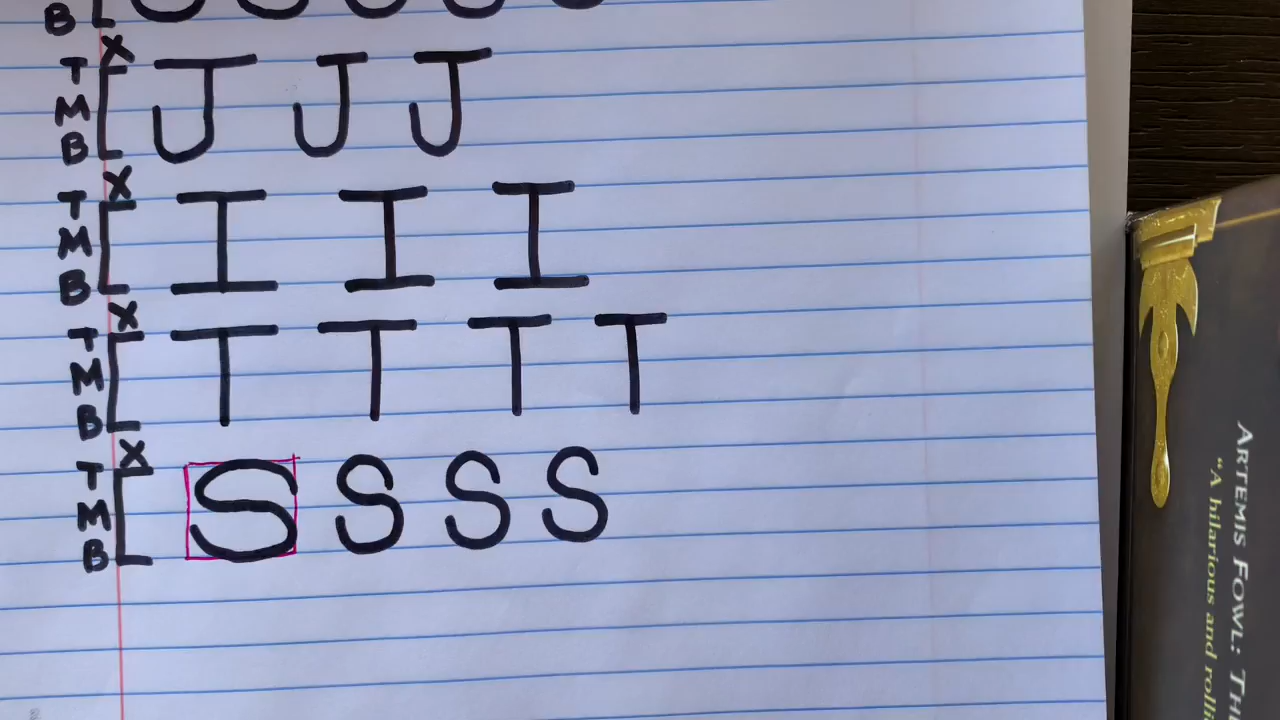 B
X
T J J J
M
B
X
T I I I
M
B
X
T T T T T
M
B
X
T S S S S
M
B
ARTEMIS FOWL: TH
"A hilarious and rolli